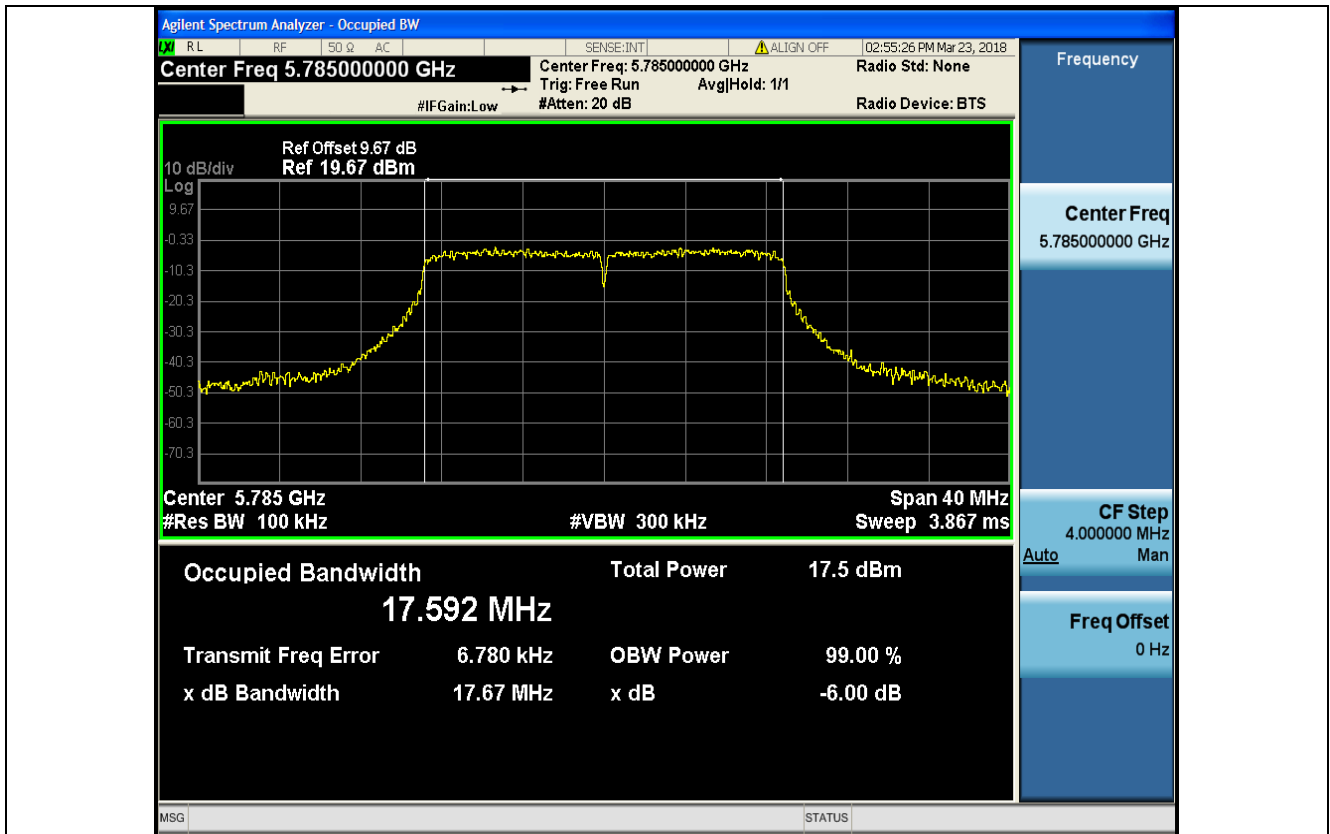 Agilent Spectrum Analyzer - Occupied BW
LXI RL RF 50 Ω AC SENSE:INT ALIGN OFF 02:55:26 PM Mar 23, 2018
Center Freq 5.785000000 GHz
Center Freq: 5.785000000 GHz Radio Std: None
Trig: Free Run Avg|Hold: 1/1
#IFGain:Low #Atten: 20 dB Radio Device: BTS
Ref Offset 9.67 dB
10 dB/div Ref 19.67 dBm
Log
9.67
-0.33
-10.3
-20.3
-30.3
-40.3
-50.3
-60.3
-70.3
Center 5.785 GHz Span 40 MHz
#Res BW 100 kHz #VBW 300 kHz Sweep 3.867 ms
Occupied Bandwidth Total Power 17.5 dBm
17.592 MHz
Transmit Freq Error 6.780 kHz OBW Power 99.00 %
x dB Bandwidth 17.67 MHz x dB -6.00 dB
MSG STATUS
Frequency
Center Freq
5.785000000 GHz
CF Step
4.000000 MHz
Auto Man
Freq Offset
0 Hz